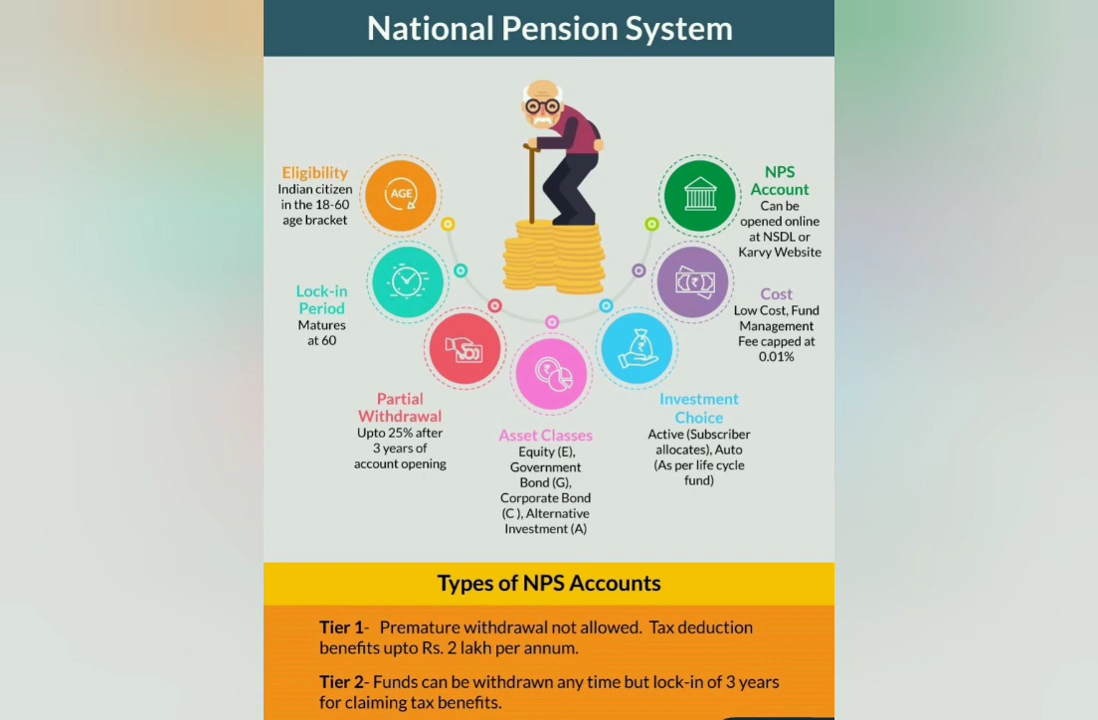 National Pension System
Eligibility
Indian citizen
in the 18-60
age bracket
AGE
Lock-in
Period
Matures
at 60
Partial
Withdrawal
Upto 25% after
3 years of
account opening
Asset Classes
Equity (E),
Government
Bond (G),
Corporate Bond
(C ), Alternative
Investment (A)
Investment
Choice
Active (Subscriber
allocates), Auto
(As per life cycle
fund)
Cost
Low Cost, Fund
Management
Fee capped at
0.01%
NPS
Account
Can be
opened online
at NSDL or
Karvy Website
₹
₹
₹
Types of NPS Accounts
Tier 1- Premature withdrawal not allowed. Tax deduction
benefits upto Rs. 2 lakh per annum.
Tier 2- Funds can be withdrawn any time but lock-in of 3 years
for claiming tax benefits.